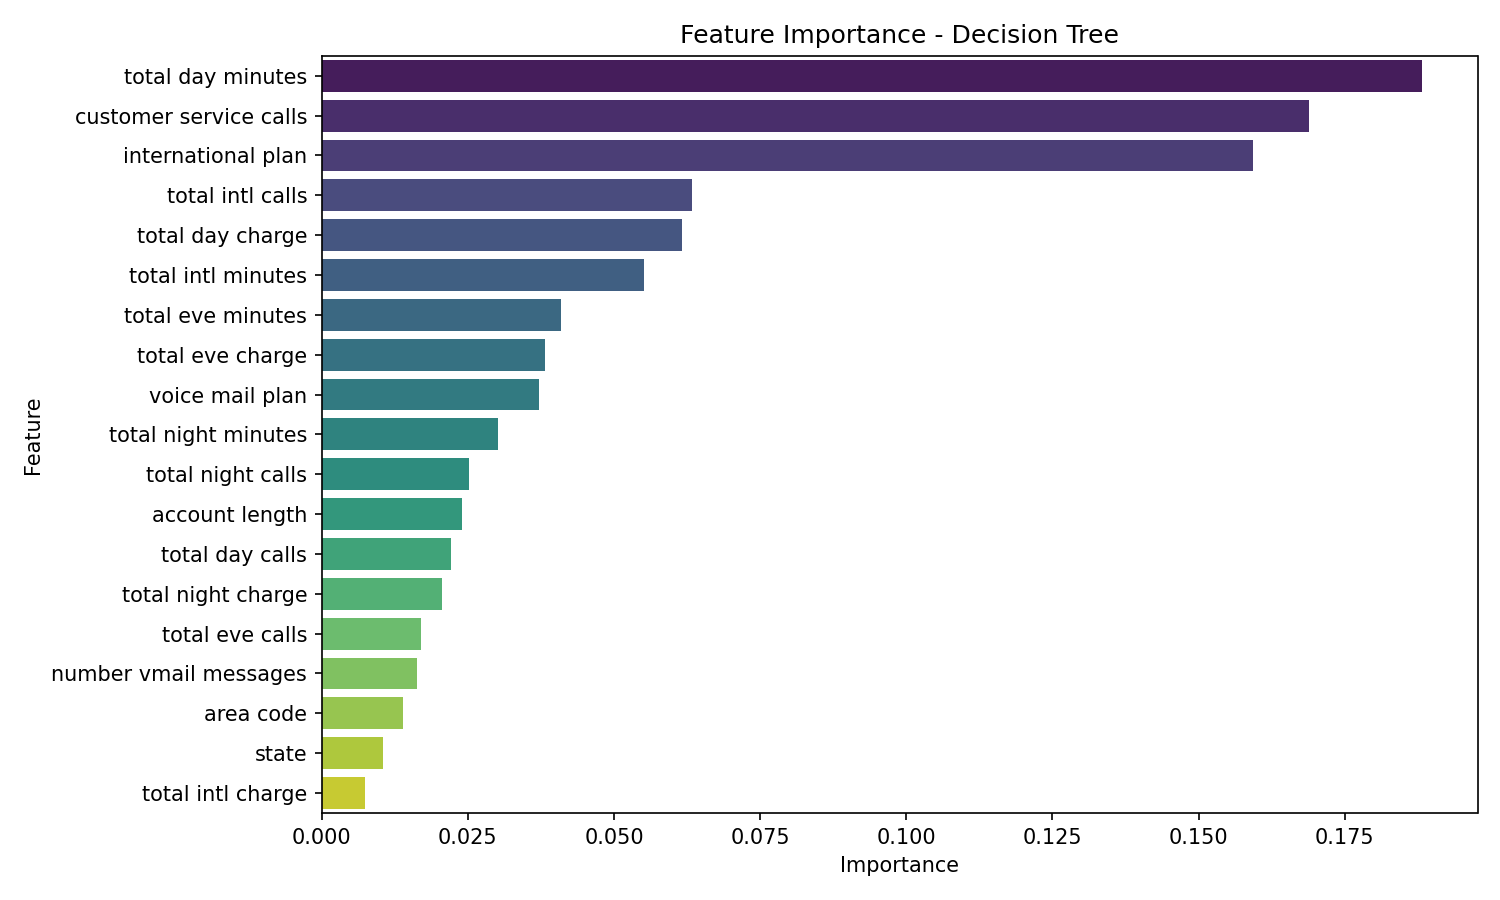 Feature Importance - Decision Tree
total day minutes
customer service calls
international plan
total intl calls
total day charge
total intl minutes
total eve minutes
total eve charge
voice mail plan
total night minutes
total night calls
account length
total day calls
total night charge
total eve calls
number vmail messages
area code
state
total intl charge
Feature
0.000 0.025 0.050 0.075 0.100 0.125 0.150 0.175
Importance